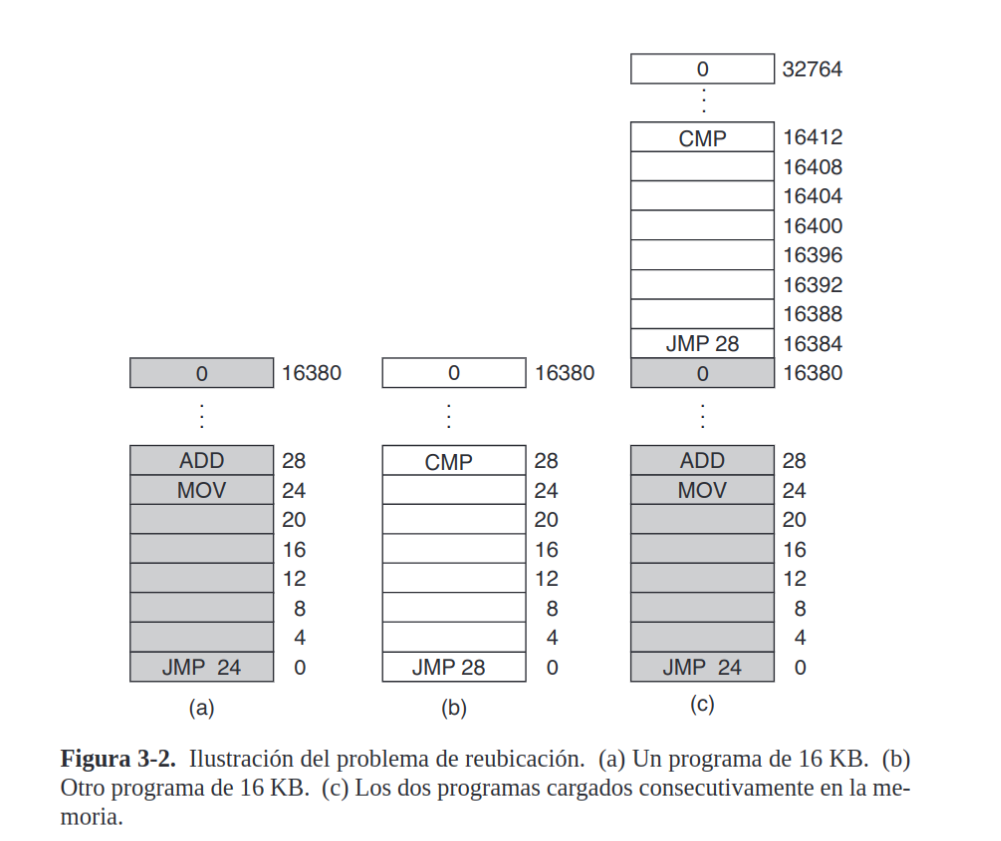 0 32764
CMP 16412
16408
16404
16400
16396
16392
16388
JMP 28 16384
0 16380 0 16380 0 16380
ADD 28 CMP 28 ADD 28
MOV 24 24 MOV 24
20 20 20
16 16 16
12 12 12
8 8 8
4 4 4
JMP 24 0 JMP 28 0 JMP 24 0
(a) (b) (c)
Figura 3-2. Ilustración del problema de reubicación. (a) Un programa de 16 KB. (b)
Otro programa de 16 KB. (c) Los dos programas cargados consecutivamente en la me-
moria.